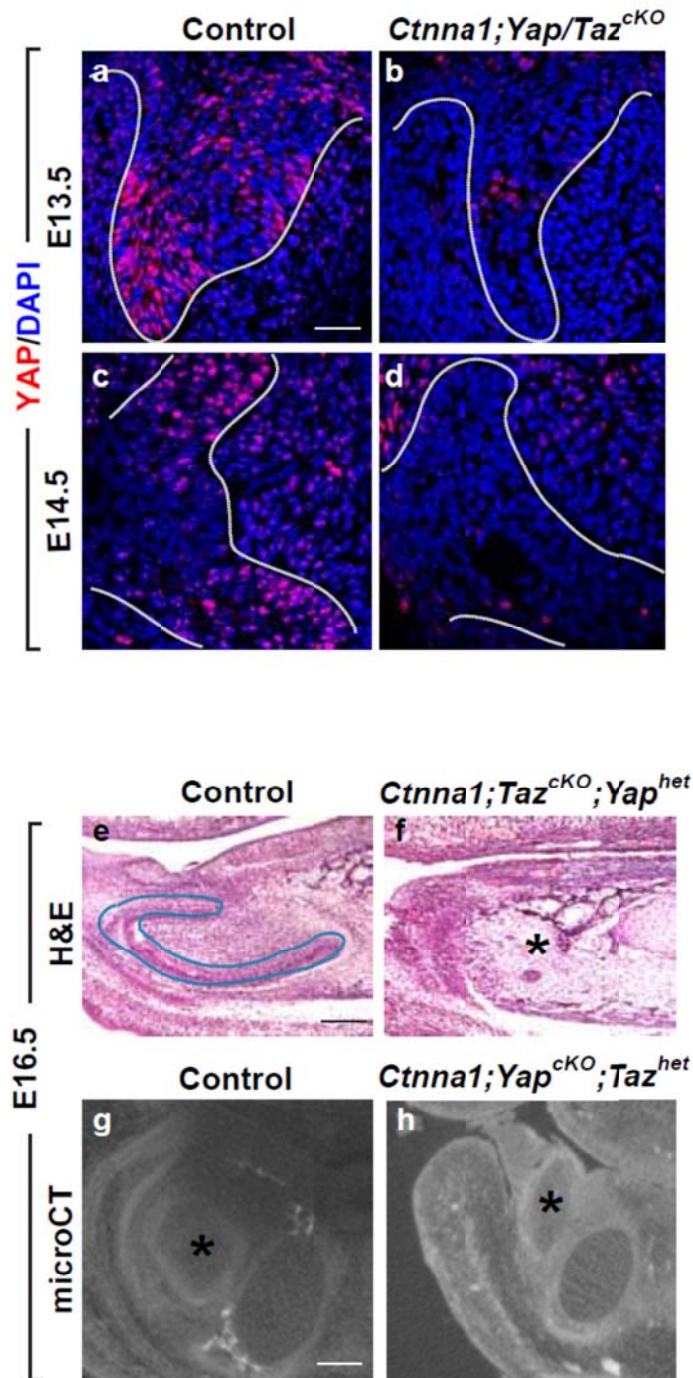 Control Ctnna1;Yap/Taz^cKO
a b
E13.5
YAP/DAPI
c d
E14.5
Control Ctnna1;Taz^cKO;Yap^het
e f
H&E
*
E16.5
Control Ctnna1;Yap^cKO;Taz^het
g h
microCT
* *